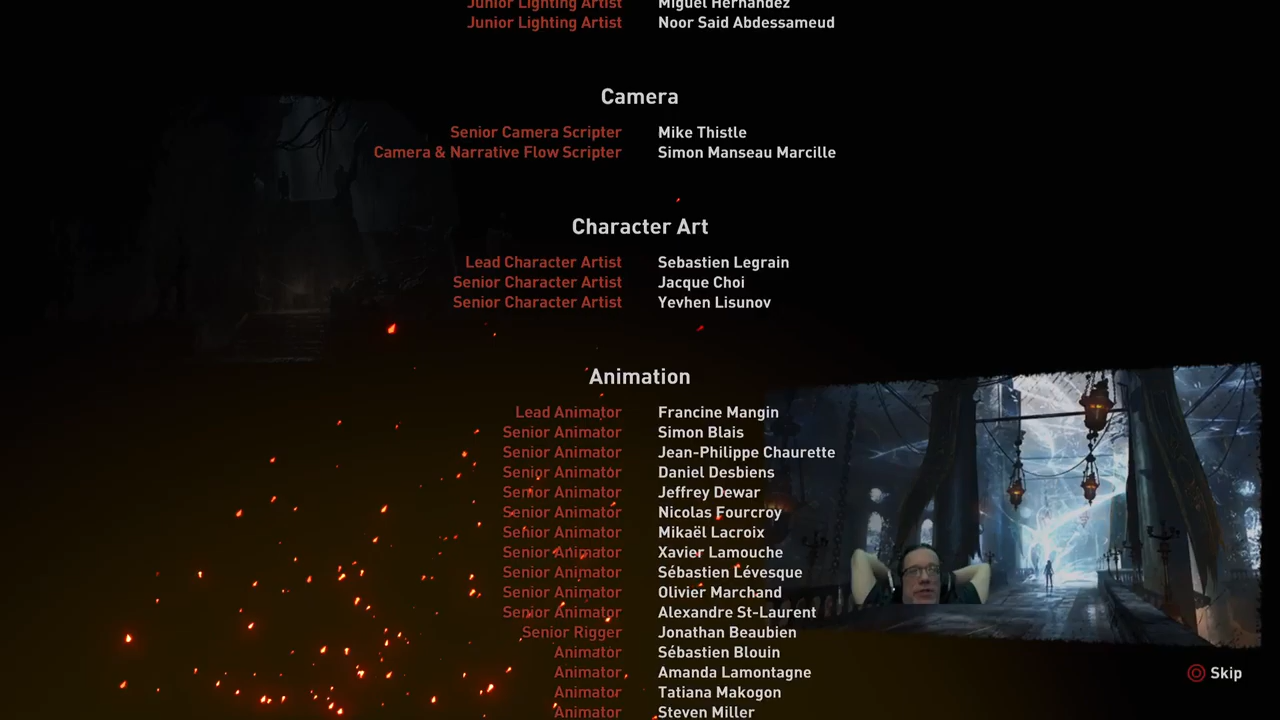 Junior Lighting Artist Miguel Hernandez
Junior Lighting Artist Noor Said Abdessameud
Camera
Senior Camera Scripter Mike Thistle
Camera & Narrative Flow Scripter Simon Manseau Marcille
Character Art
Lead Character Artist Sebastien Legrain
Senior Character Artist Jacque Choi
Senior Character Artist Yevhen Lisunov
Animation
Lead Animator Francine Mangin
Senior Animator Simon Blais
Senior Animator Jean-Philippe Chaurette
Senior Animator Daniel Desbiens
Senior Animator Jeffrey Dewar
Senior Animator Nicolas Fourcroy
Senior Animator Mikaël Lacroix
Senior Animator Xavier Lamouche
Senior Animator Sébastien Lévesque
Senior Animator Olivier Marchand
Senior Animator Alexandre St-Laurent
Senior Rigger Jonathan Beaubien
Animator Sébastien Blouin
Animator Amanda Lamontagne
Animator Tatiana Makogon
Animator Steven Miller
Skip